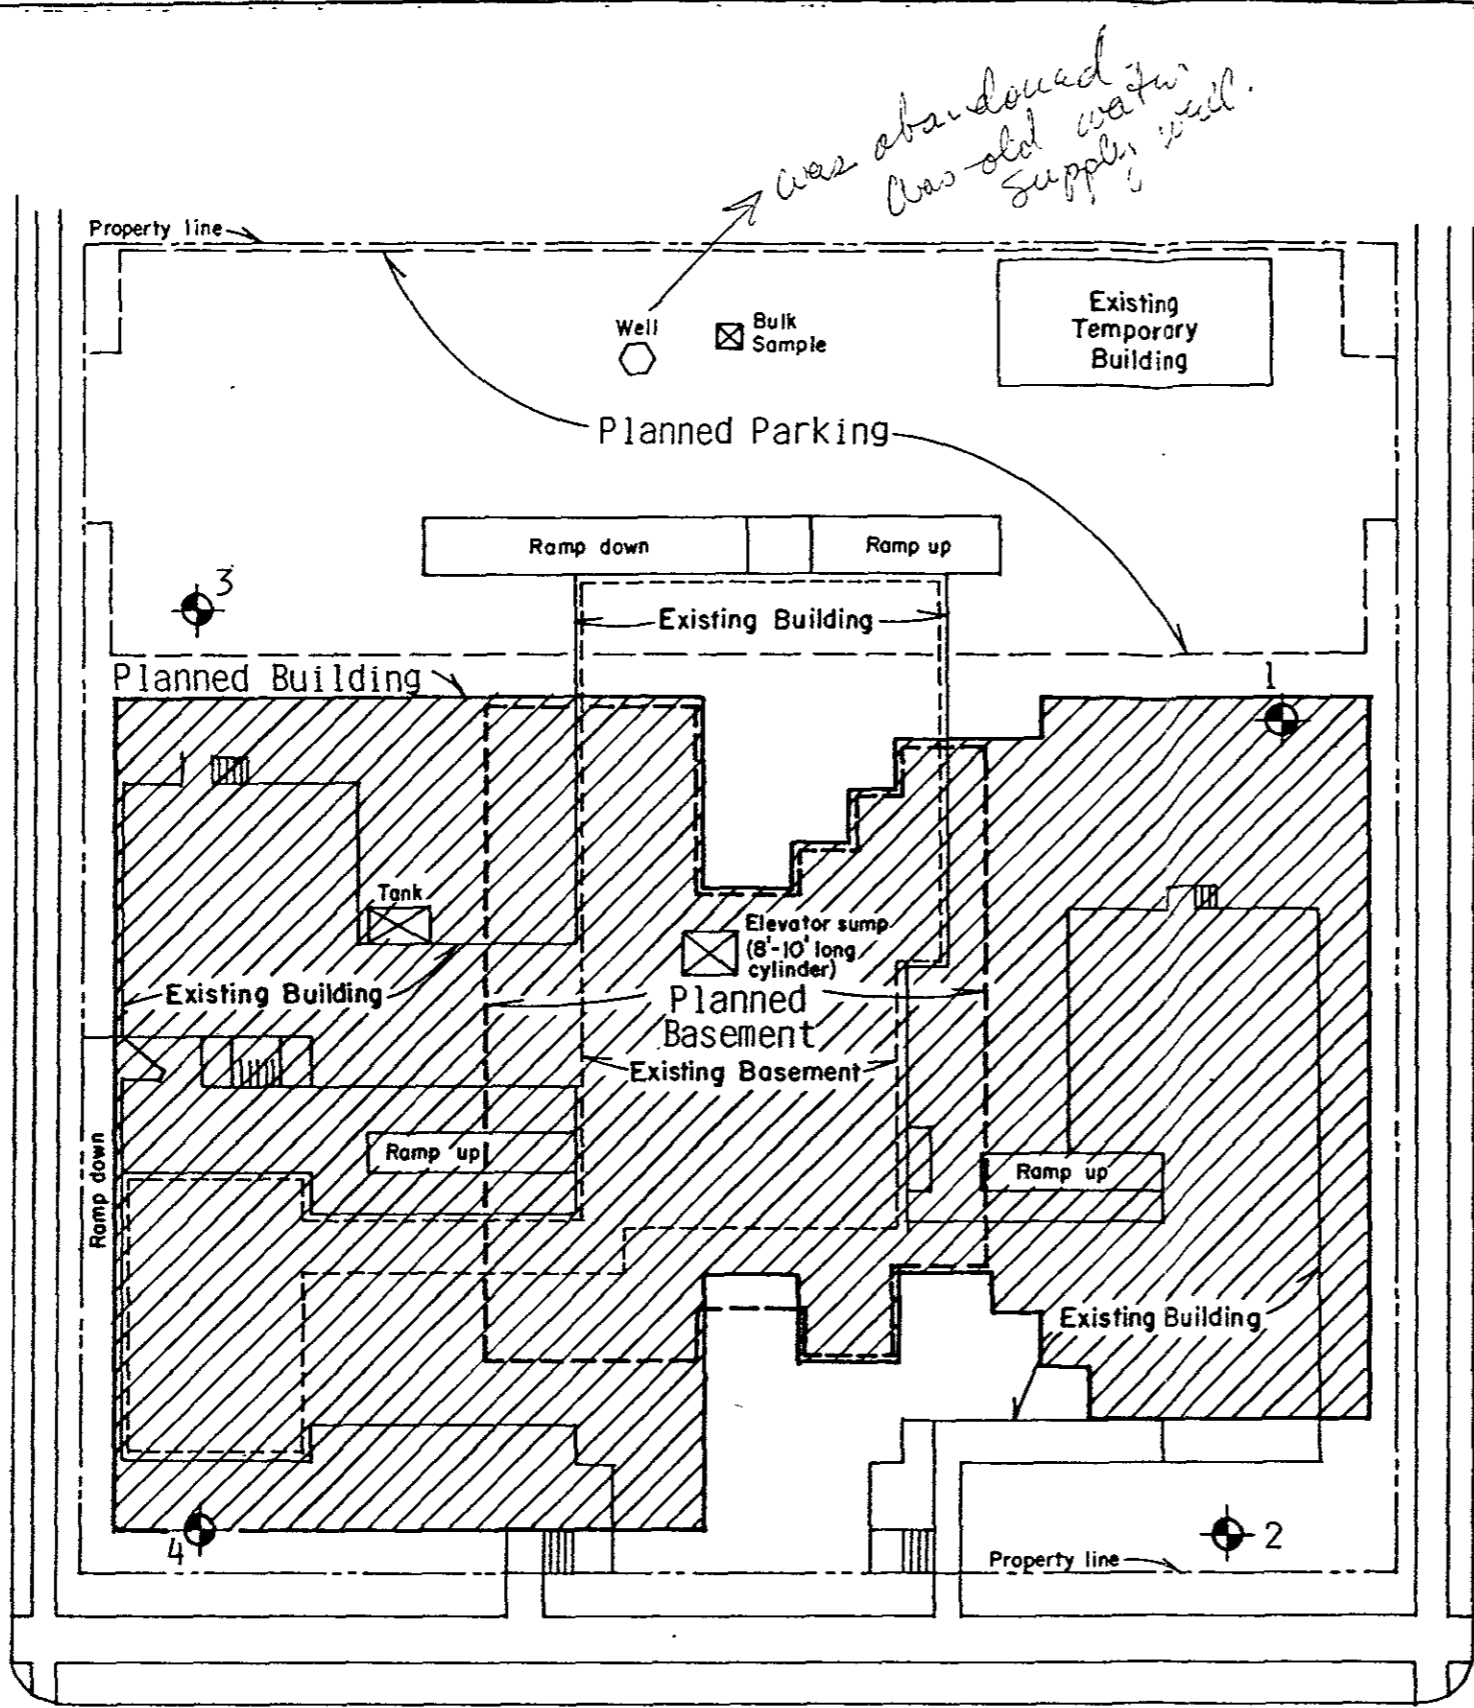 was abandoned
was old water
supply well.
Property line
Existing
Temporary
Building
Well
Bulk
Sample
Planned Parking
Ramp down
Ramp up
3
Existing Building
Planned Building
1
Tank
Elevator sump
(8'-10' long
cylinder)
Existing Building
Planned
Basement
Existing Basement
Ramp up
Ramp up
Ramp down
Existing Building
4
2
Property line